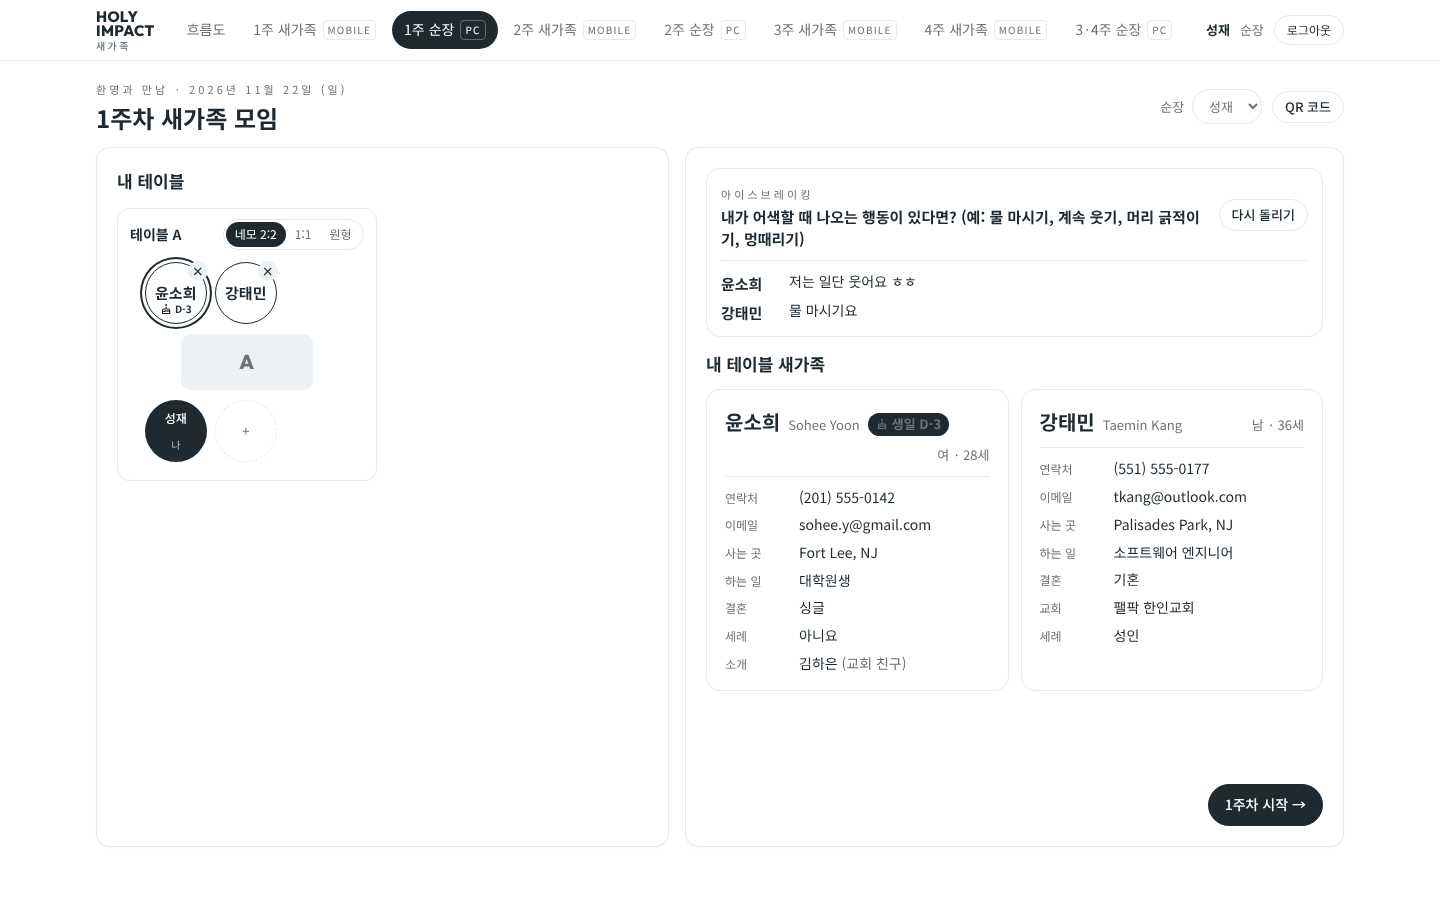 HOLY
IMPACT
새가족
흐름도
1주 새가족 MOBILE
1주 순장 PC
2주 새가족 MOBILE
2주 순장 PC
3주 새가족 MOBILE
4주 새가족 MOBILE
3·4주 순장 PC
성재 순장
로그아웃
환영과 만남 · 2026년 11월 22일 (일)
1주차 새가족 모임
순장
성재
QR 코드
내 테이블
테이블 A
네모 2:2
1:1
원형
윤소희
D-3
강태민
A
성재
나
+
아이스브레이킹
내가 어색할 때 나오는 행동이 있다면? (예: 물 마시기, 계속 웃기, 머리 긁적이
기, 멍때리기)
다시 돌리기
윤소희 저는 일단 웃어요 ㅎㅎ
강태민 물 마시기요
내 테이블 새가족
윤소희 Sohee Yoon 생일 D-3
여 · 28세
연락처 (201) 555-0142
이메일 sohee.y@gmail.com
사는 곳 Fort Lee, NJ
하는 일 대학원생
결혼 싱글
세례 아니요
소개 김하은 (교회 친구)
강태민 Taemin Kang 남 · 36세
연락처 (551) 555-0177
이메일 tkang@outlook.com
사는 곳 Palisades Park, NJ
하는 일 소프트웨어 엔지니어
결혼 기혼
교회 팰팍 한인교회
세례 성인
1주차 시작 →